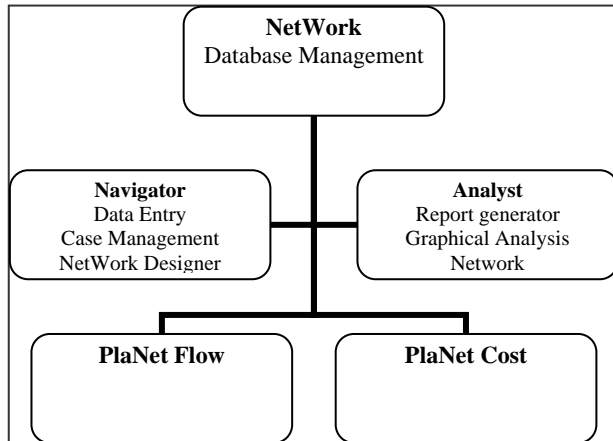 NetWork
Database Management
Navigator
Data Entry
Case Management
NetWork Designer
Analyst
Report generator
Graphical Analysis
Network
PlaNet Flow
PlaNet Cost